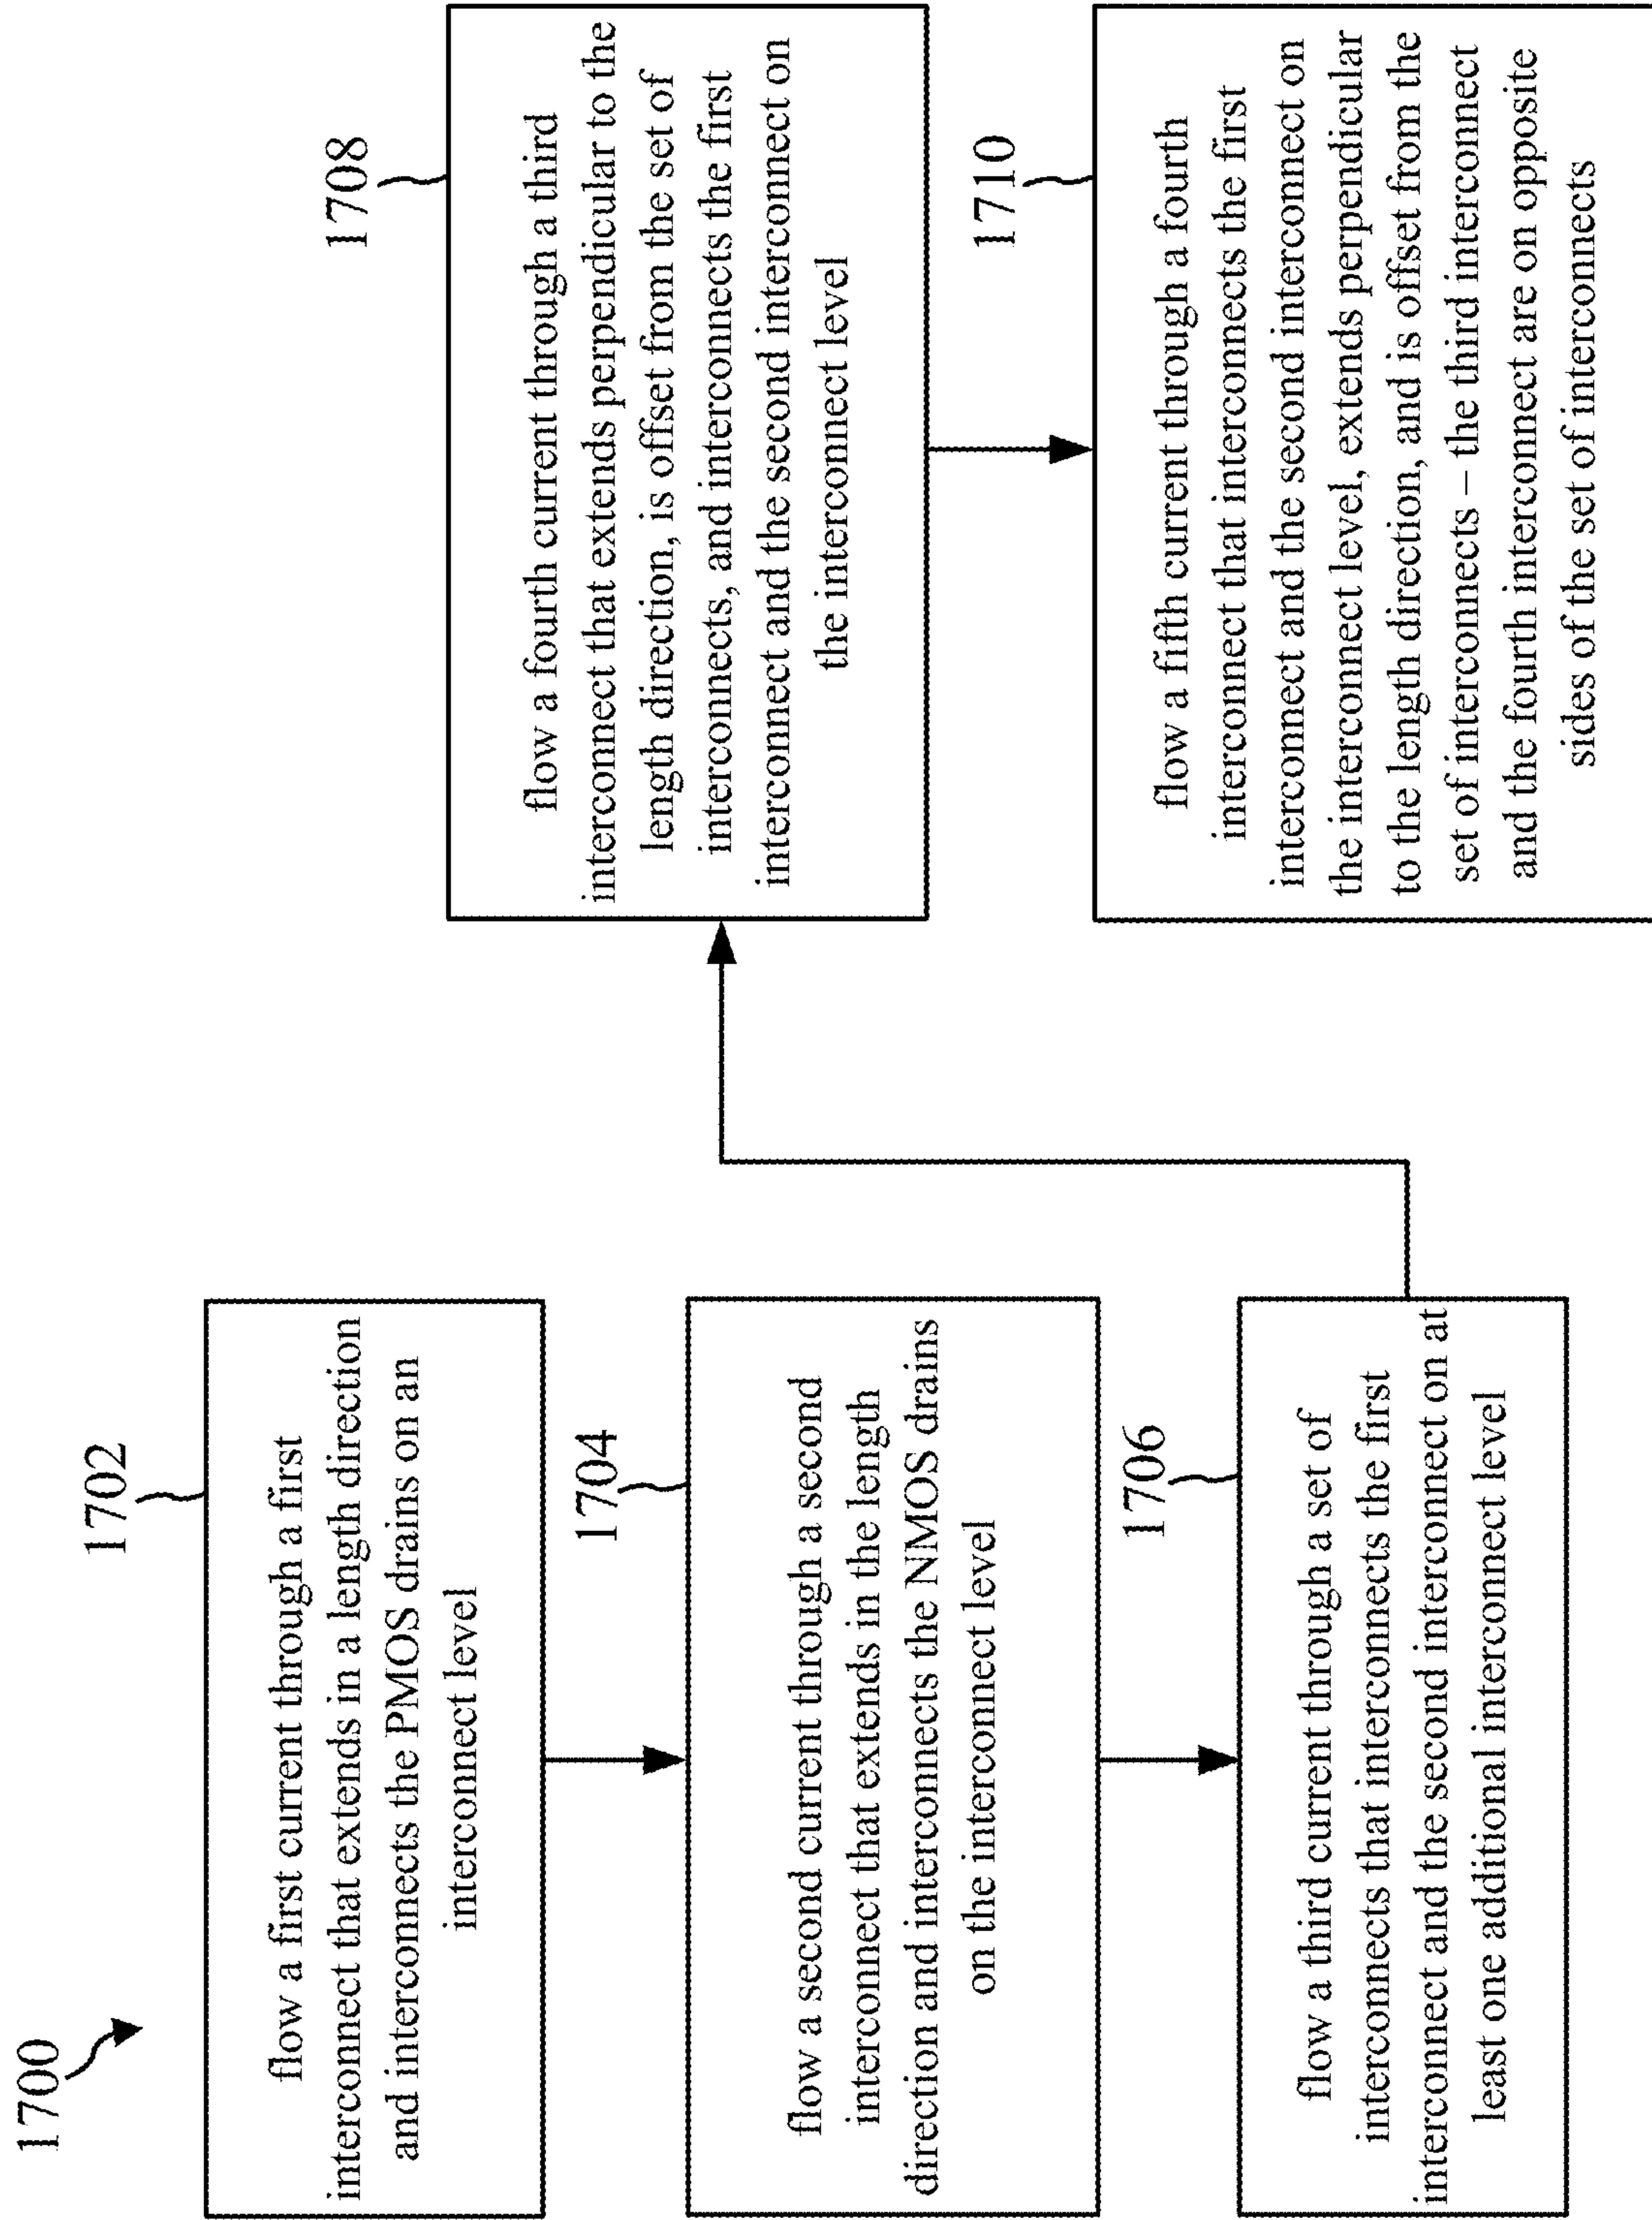 1700
1702
flow a first current through a first
interconnect that extends in a length direction
and interconnects the PMOS drains on an
interconnect level
1704
flow a second current through a second
interconnect that extends in the length
direction and interconnects the NMOS drains
on the interconnect level
1706
flow a third current through a set of
interconnects that interconnects the first
interconnect and the second interconnect on at
least one additional interconnect level
1708
flow a fourth current through a third
interconnect that extends perpendicular to the
length direction, is offset from the set of
interconnects, and interconnects the first
interconnect and the second interconnect on
the interconnect level
1710
flow a fifth current through a fourth
interconnect that interconnects the first
interconnect and the second interconnect on
the interconnect level, extends perpendicular
to the length direction, and is offset from the
set of interconnects – the third interconnect
and the fourth interconnect are on opposite
sides of the set of interconnects